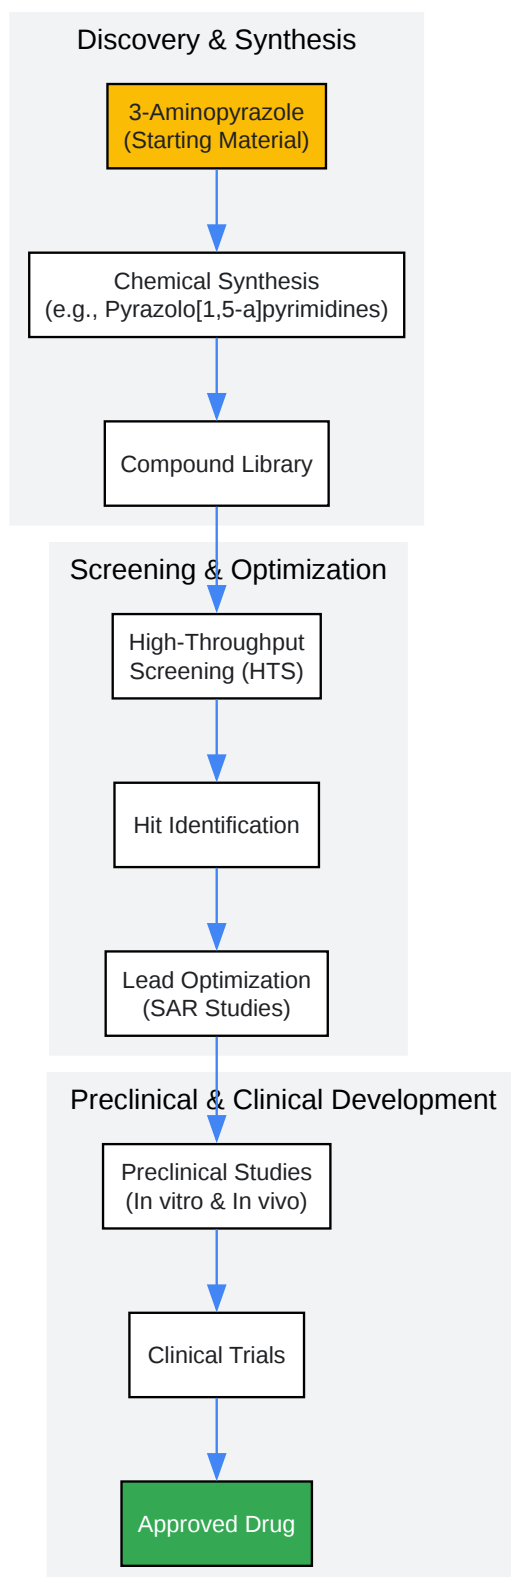 Discovery & Synthesis
3-Aminopyrazole
(Starting Material)
Chemical Synthesis
(e.g., Pyrazolo[1,5-a]pyrimidines)
Compound Library
Screening & Optimization
High-Throughput
Screening (HTS)
Hit Identification
Lead Optimization
(SAR Studies)
Preclinical & Clinical Development
Preclinical Studies
(In vitro & In vivo)
Clinical Trials
Approved Drug